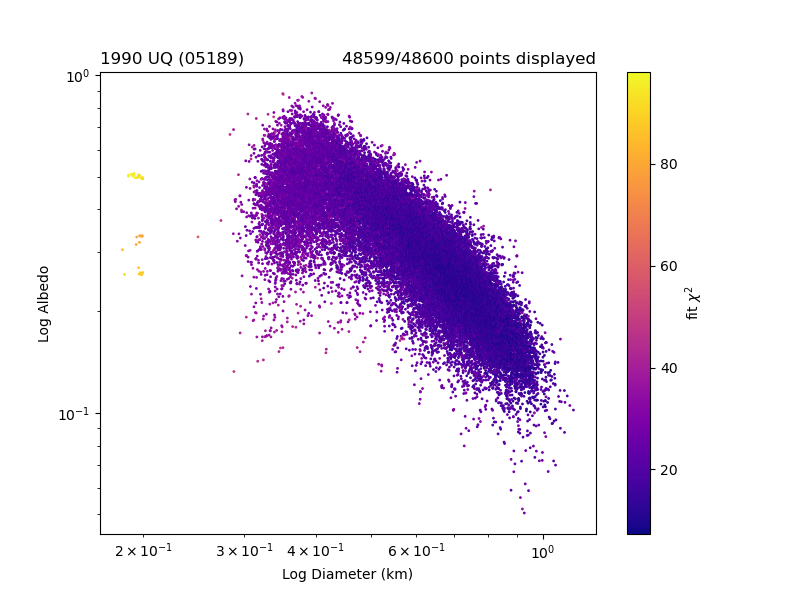 1990 UQ (05189) 48599/48600 points displayed
10⁰
10⁻¹
Log Albedo
2 × 10⁻¹ 3 × 10⁻¹ 4 × 10⁻¹ 6 × 10⁻¹ 10⁰
Log Diameter (km)
80
60
40
20
fit χ²